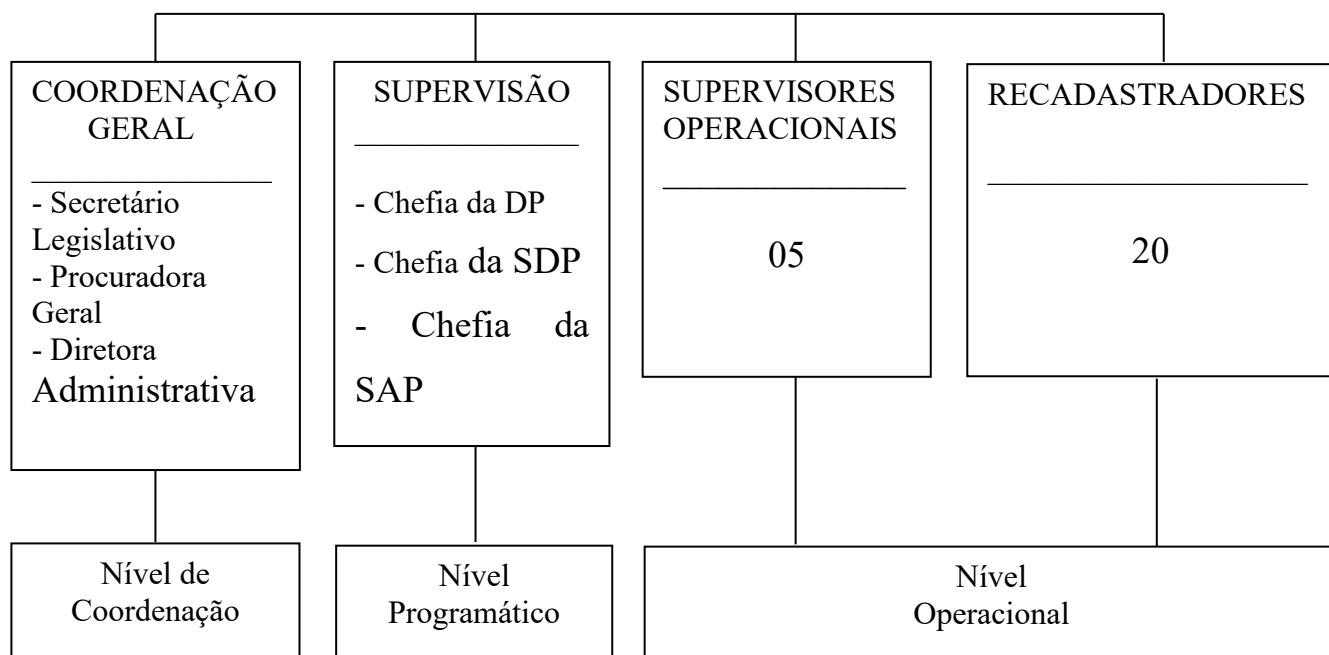 COORDENAÇÃO
GERAL
- Secretário
Legislativo
- Procuradora
Geral
- Diretora
Administrativa
SUPERVISÃO
- Chefia da DP
- Chefia da SDP
- Chefia da
SAP
SUPERVISORES
OPERACIONAIS
05
RECADASTRADORES
20
Nível de
Coordenação
Nível
Programático
Nível
Operacional